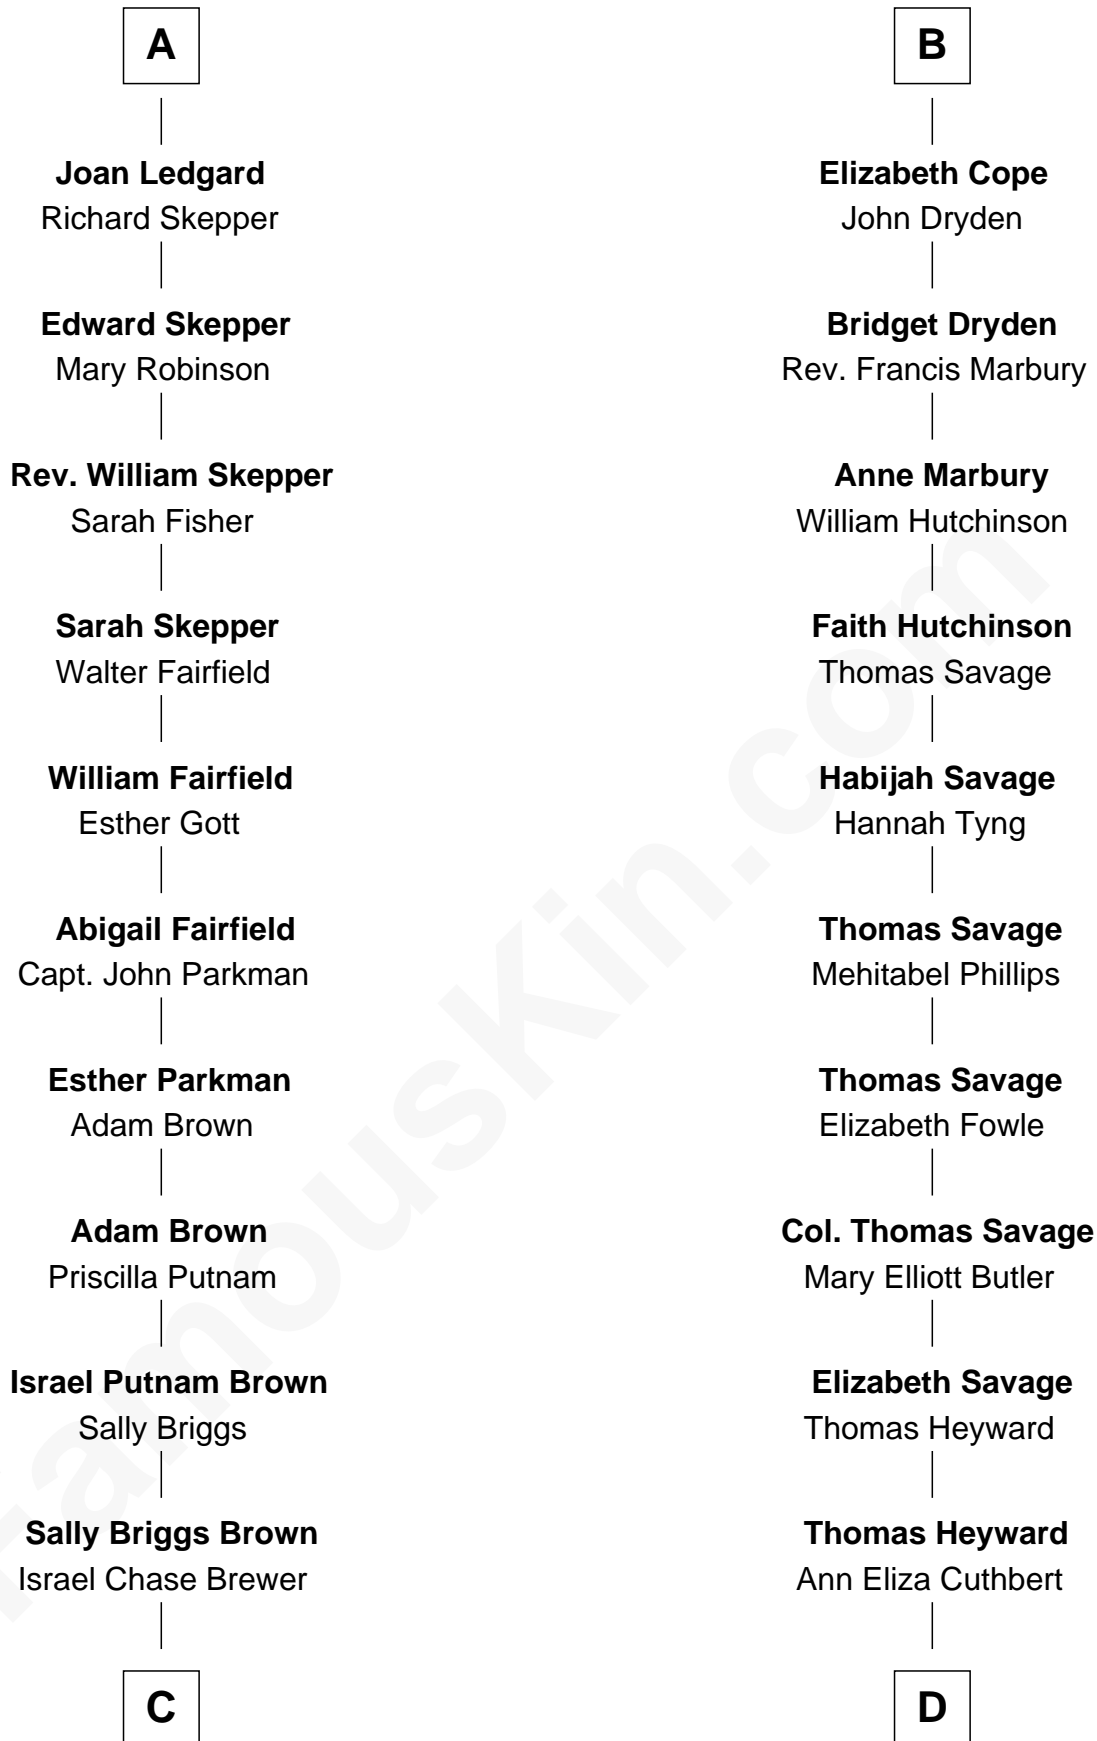 A
Joan Ledgard
Richard Skepper
Edward Skepper
Mary Robinson
Rev. William Skepper
Sarah Fisher
Sarah Skepper
Walter Fairfield
William Fairfield
Esther Gott
Abigail Fairfield
Capt. John Parkman
Esther Parkman
Adam Brown
Adam Brown
Priscilla Putnam
Israel Putnam Brown
Sally Briggs
Sally Briggs Brown
Israel Chase Brewer
C
B
Elizabeth Cope
John Dryden
Bridget Dryden
Rev. Francis Marbury
Anne Marbury
William Hutchinson
Faith Hutchinson
Thomas Savage
Habijah Savage
Hannah Tyng
Thomas Savage
Mehitabel Phillips
Thomas Savage
Elizabeth Fowle
Col. Thomas Savage
Mary Elliott Butler
Elizabeth Savage
Thomas Heyward
Thomas Heyward
Ann Eliza Cuthbert
D
FamousKin.com